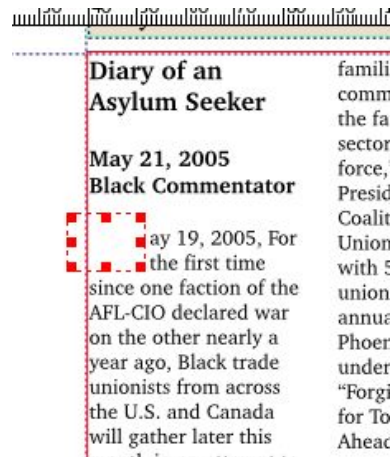 Diary of an
Asylum Seeker
May 21, 2005
Black Commentator
ay 19, 2005, For
the first time
since one faction of the
AFL-CIO declared war
on the other nearly a
year ago, Black trade
unionists from across
the U.S. and Canada
will gather later this
famili
comm
the fa
sector
force,
Presid
Coalit
Union
with 5
union
annua
Phoen
under
“Forgi
for To
Ahead